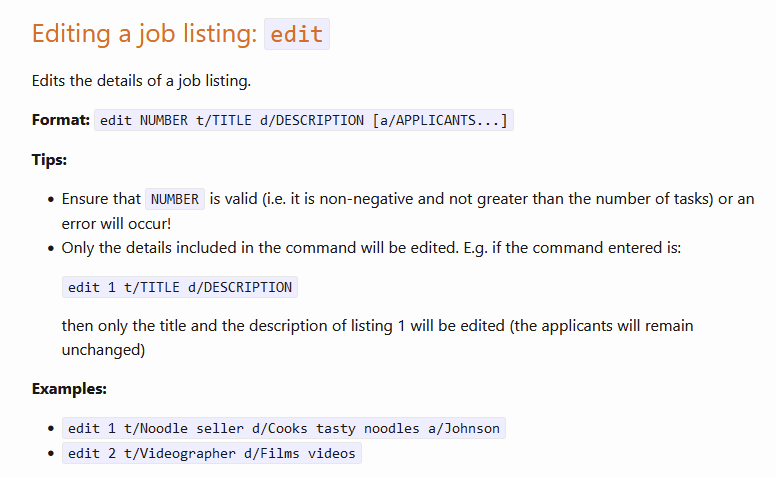 Editing a job listing: edit
Edits the details of a job listing.
Format: edit NUMBER t/TITLE d/DESCRIPTION [a/APPLICANTS...]
Tips:
• Ensure that NUMBER is valid (i.e. it is non-negative and not greater than the number of tasks) or an
error will occur!
• Only the details included in the command will be edited. E.g. if the command entered is:
edit 1 t/TITLE d/DESCRIPTION
then only the title and the description of listing 1 will be edited (the applicants will remain
unchanged)
Examples:
• edit 1 t/Noodle seller d/Cooks tasty noodles a/Johnson
• edit 2 t/Videographer d/Films videos